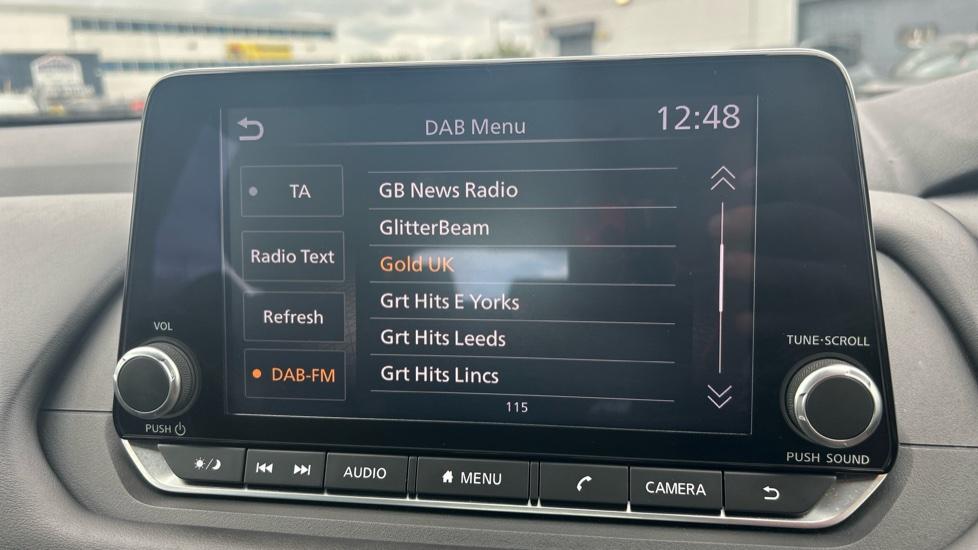 DAB Menu
12:48
TA
Radio Text
Refresh
DAB-FM
GB News Radio
GlitterBeam
Gold UK
Grt Hits E Yorks
Grt Hits Leeds
Grt Hits Lincs
115
VOL
PUSH
TUNE·SCROLL
PUSH SOUND
AUDIO
MENU
CAMERA